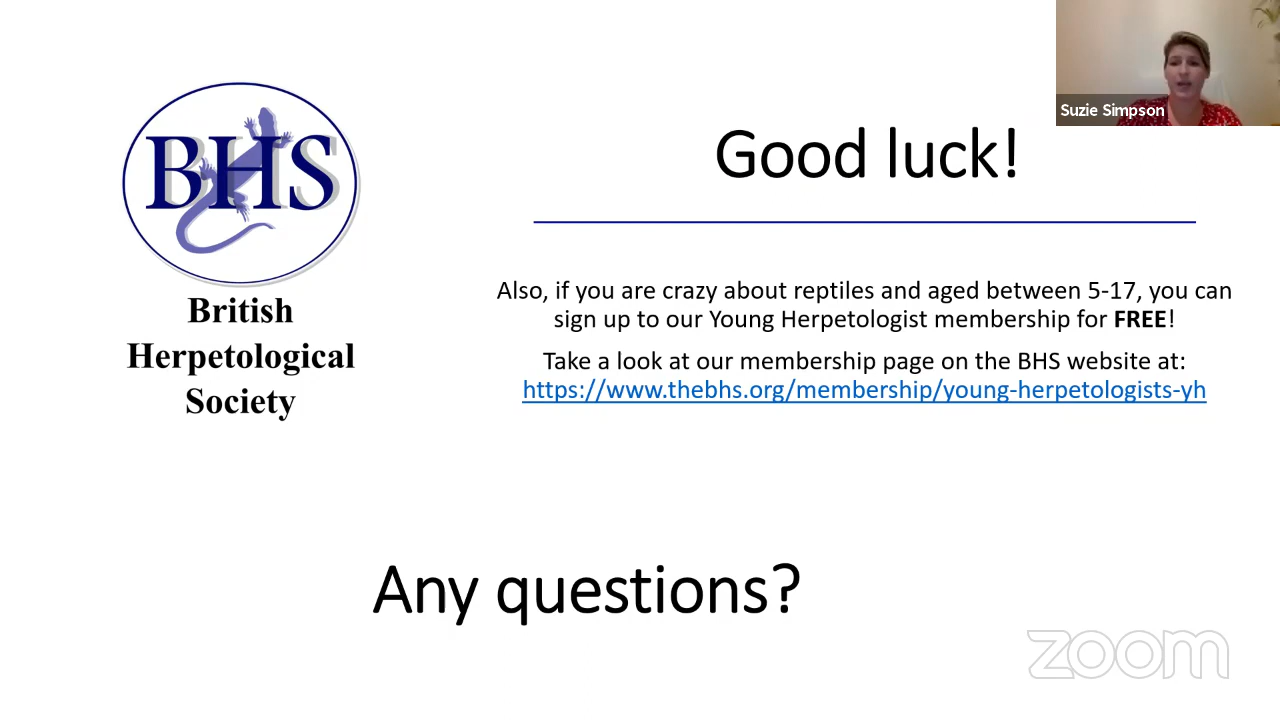 Suzie Simpson
BHS
British
Herpetological
Society
Good luck!
Also, if you are crazy about reptiles and aged between 5-17, you can
sign up to our Young Herpetologist membership for FREE!
Take a look at our membership page on the BHS website at:
https://www.thebhs.org/membership/young-herpetologists-yh
Any questions?
zoom